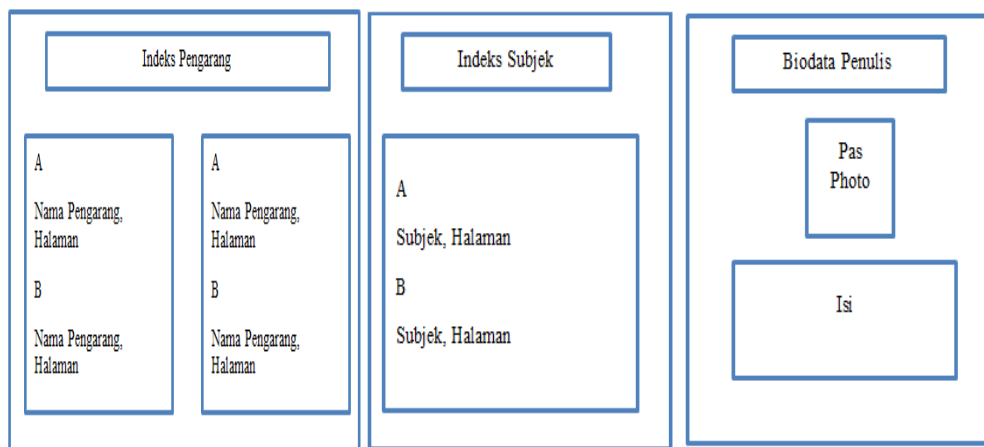 Indeks Pengarang
A
Nama Pengarang,
Halaman
B
Nama Pengarang,
Halaman
A
Nama Pengarang,
Halaman
B
Nama Pengarang,
Halaman
Indeks Subjek
A
Subjek, Halaman
B
Subjek, Halaman
Biodata Penulis
Pas
Photo
Isi